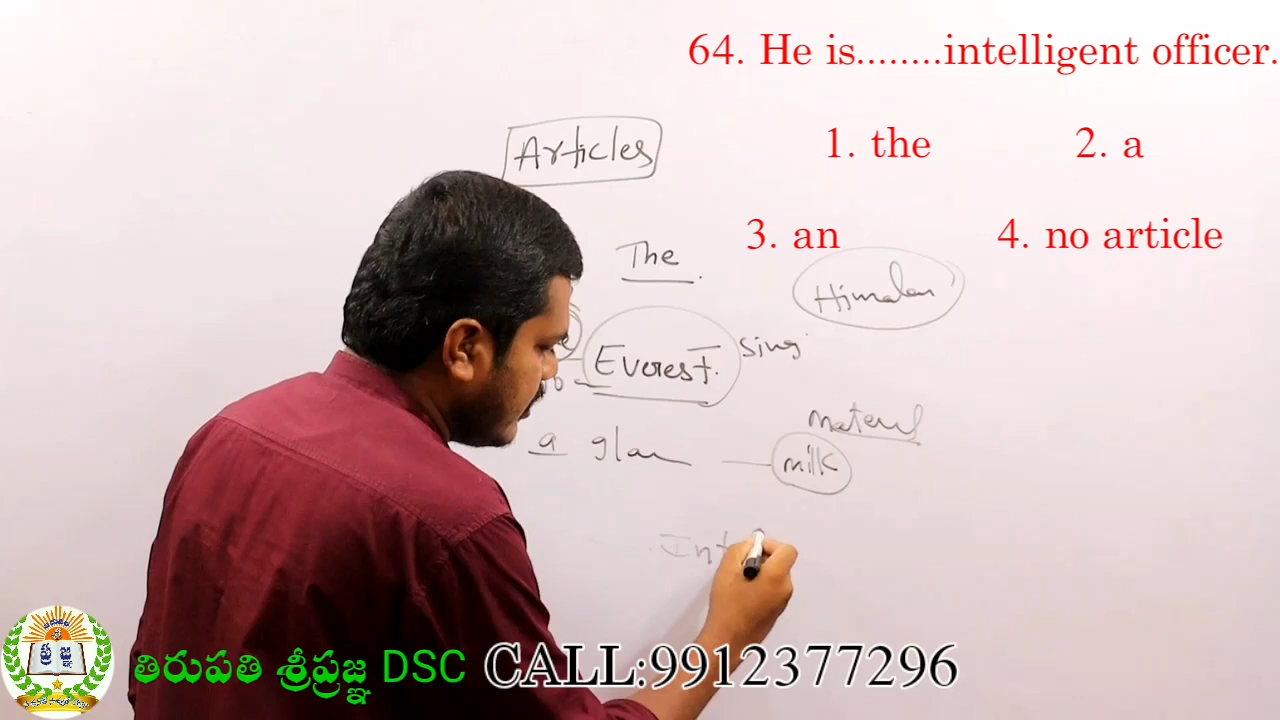 64. He is........intelligent officer.
1. the 2. a
3. an 4. no article
Articles
The
Everest. sing
a
milk
Int
తిరుపతి శ్రీప్రజ్ఞ DSC CALL:9912377296